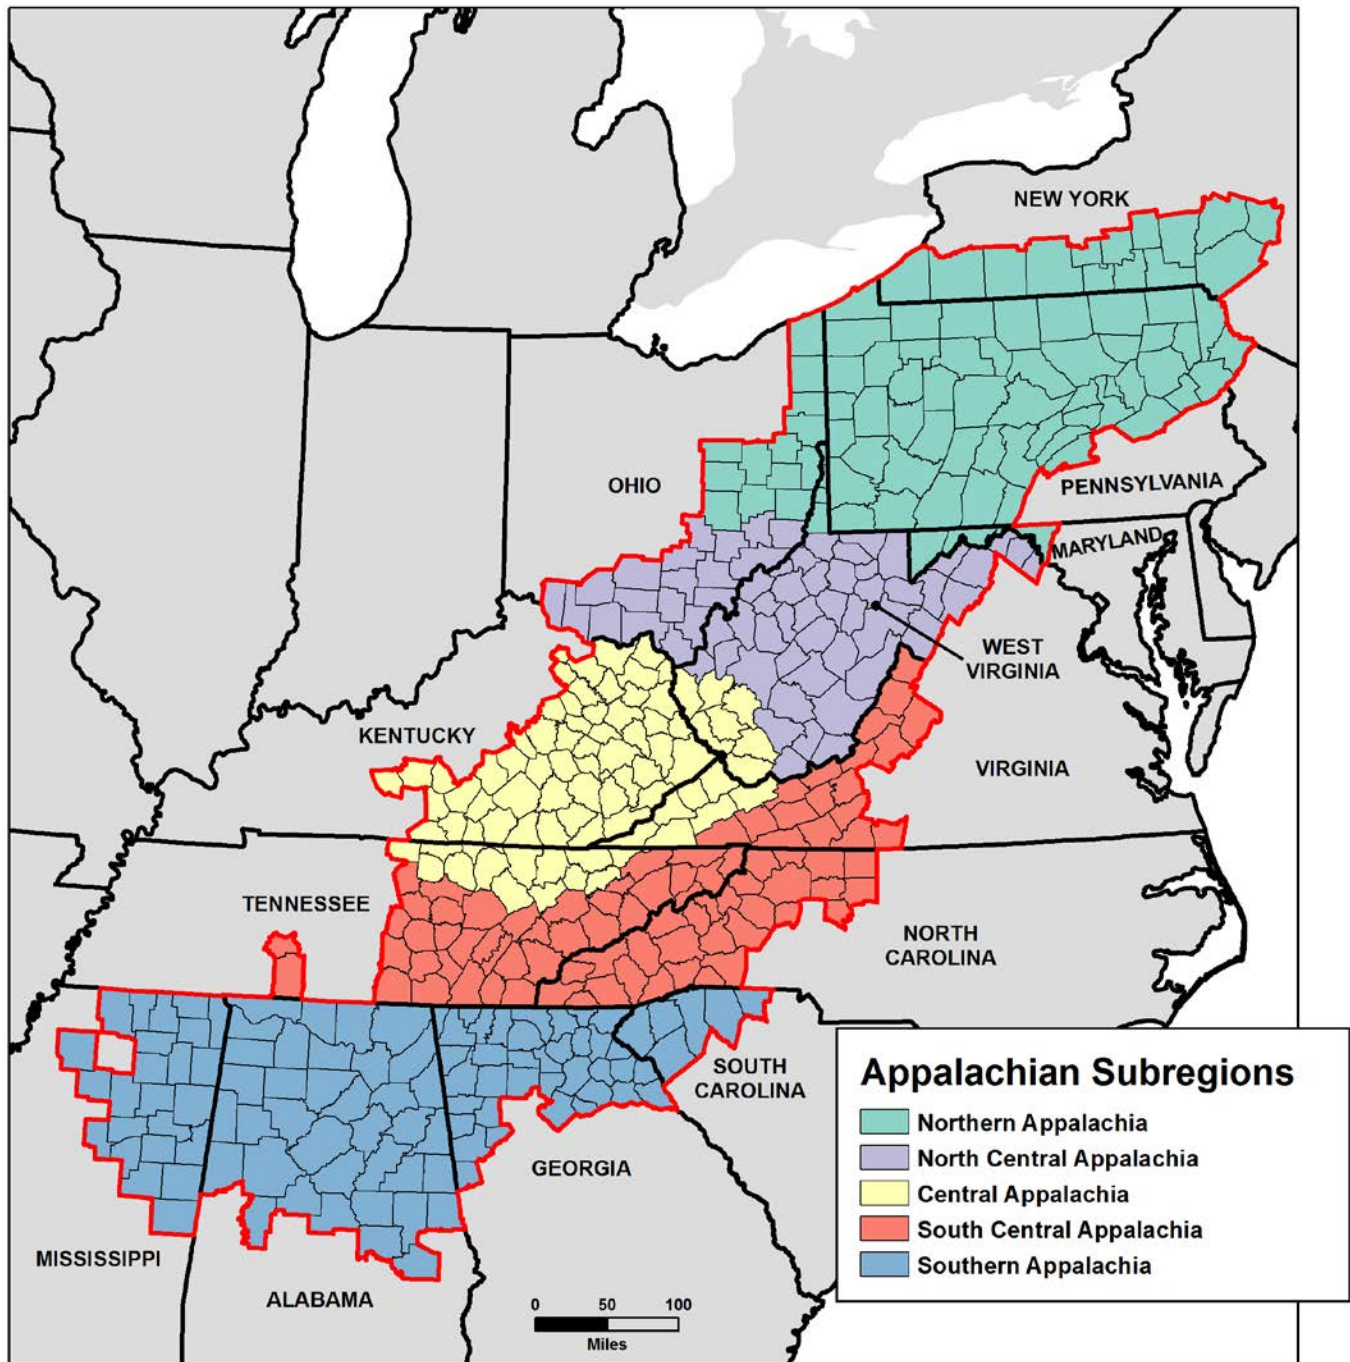 NEW YORK
OHIO
PENNSYLVANIA
MARYLAND
WEST
VIRGINIA
KENTUCKY
VIRGINIA
TENNESSEE
NORTH
CAROLINA
SOUTH
CAROLINA
GEORGIA
MISSISSIPPI
ALABAMA
Appalachian Subregions
Northern Appalachia
North Central Appalachia
Central Appalachia
South Central Appalachia
Southern Appalachia
0 50 100
Miles